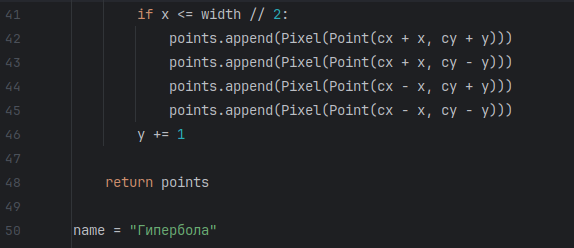 41 if x <= width // 2:
42 points.append(Pixel(Point(cx + x, cy + y)))
43 points.append(Pixel(Point(cx + x, cy - y)))
44 points.append(Pixel(Point(cx - x, cy + y)))
45 points.append(Pixel(Point(cx - x, cy - y)))
46 y += 1
47
48 return points
49
50 name = "Гипербола"